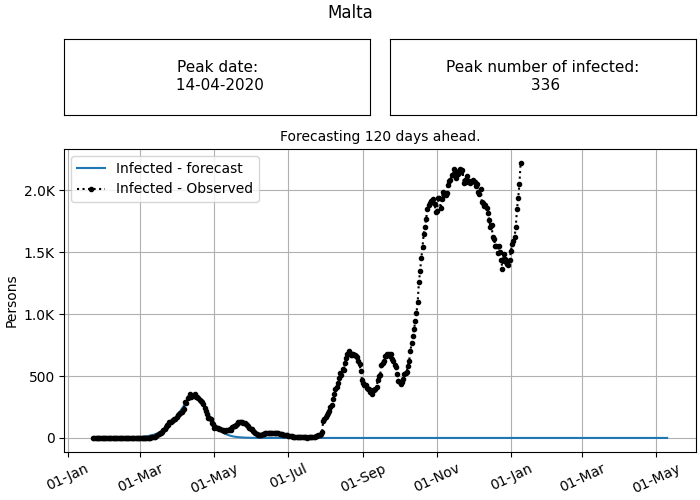 Malta
Peak date:
14-04-2020
Peak number of infected:
336
Forecasting 120 days ahead.
Infected - forecast
Infected - Observed
Persons
2.0K
1.5K
1.0K
500
0
01-Jan
01-Mar
01-May
01-Jul
01-Sep
01-Nov
01-Jan
01-Mar
01-May